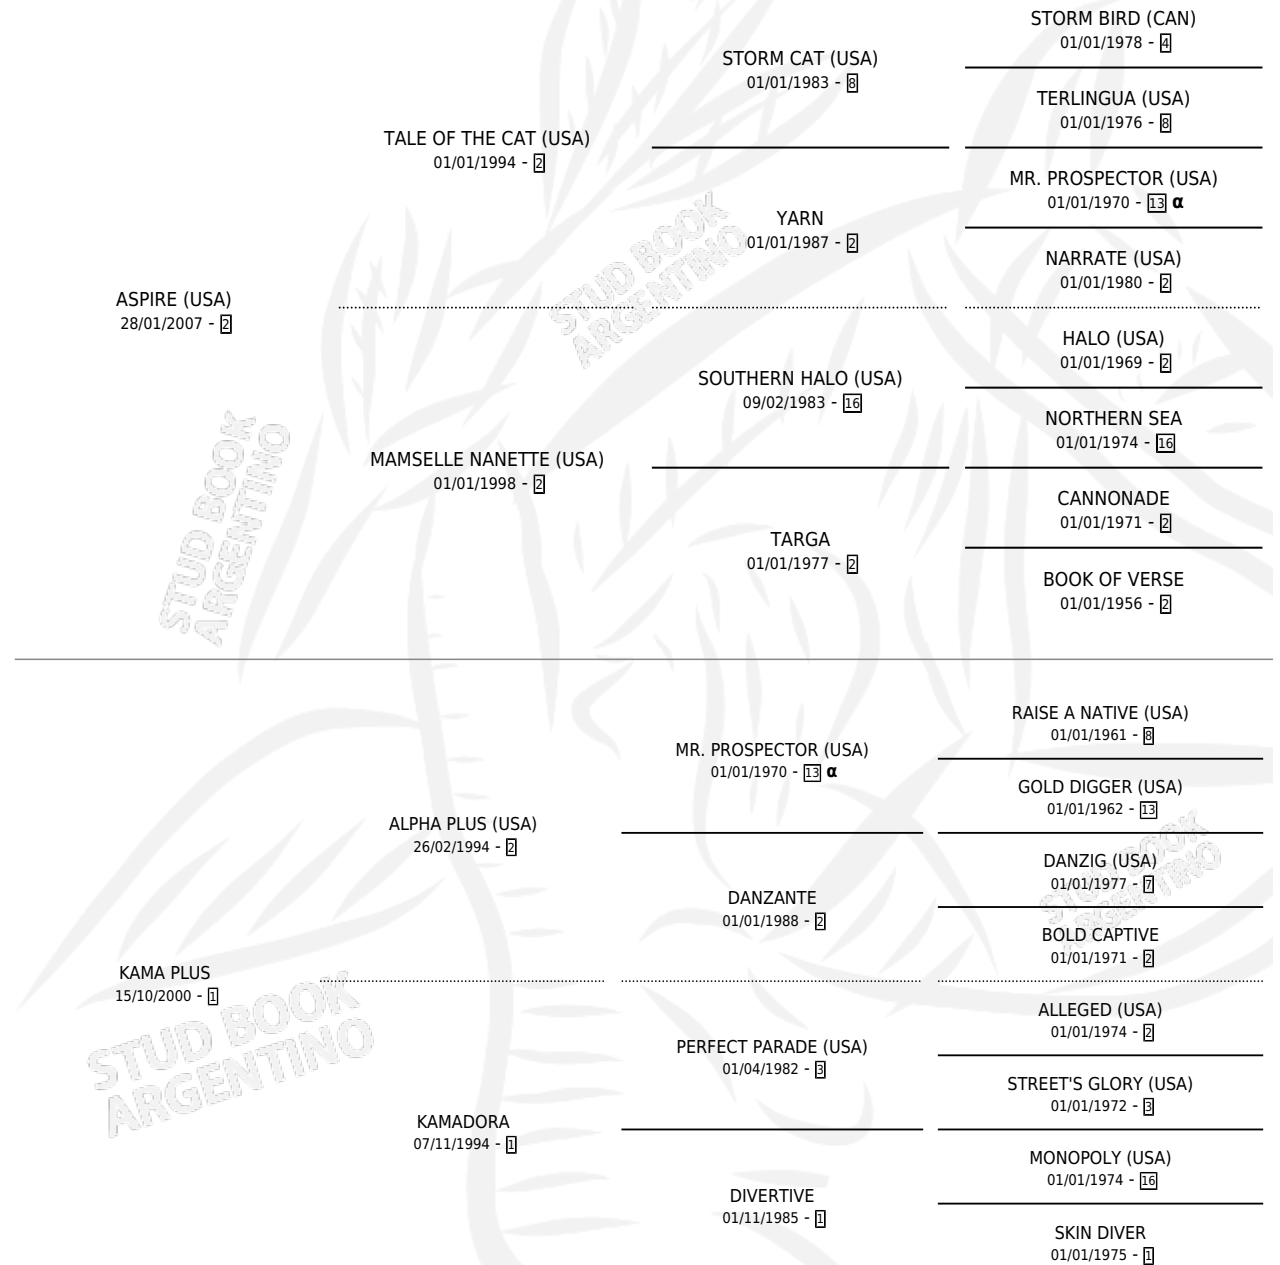 STORM BIRD (CAN)
01/01/1978 - 4
STORM CAT (USA)
01/01/1983 - 8
TERLINGUA (USA)
01/01/1976 - 8
TALE OF THE CAT (USA)
01/01/1994 - 2
MR. PROSPECTOR (USA)
01/01/1970 - 13 α
YARN
01/01/1987 - 2
NARRATE (USA)
01/01/1980 - 2
ASPIRE (USA)
28/01/2007 - 2
HALO (USA)
01/01/1969 - 2
SOUTHERN HALO (USA)
09/02/1983 - 16
NORTHERN SEA
01/01/1974 - 16
MAMSELLE NANETTE (USA)
01/01/1998 - 2
CANNONADE
01/01/1971 - 2
TARGA
01/01/1977 - 2
BOOK OF VERSE
01/01/1956 - 2
RAISE A NATIVE (USA)
01/01/1961 - 8
MR. PROSPECTOR (USA)
01/01/1970 - 13 α
GOLD DIGGER (USA)
01/01/1962 - 13
ALPHA PLUS (USA)
26/02/1994 - 2
DANZIG (USA)
01/01/1977 - 7
DANZANTE
01/01/1988 - 2
BOLD CAPTIVE
01/01/1971 - 2
KAMA PLUS
15/10/2000 - 1
ALLEGED (USA)
01/01/1974 - 2
PERFECT PARADE (USA)
01/04/1982 - 3
STREET'S GLORY (USA)
01/01/1972 - 3
KAMADORA
07/11/1994 - 1
MONOPOLY (USA)
01/01/1974 - 16
DIVERTIVE
01/11/1985 - 1
SKIN DIVER
01/01/1975 - 1
STUD BOOK
ARGENTINO
STUD BOOK
ARGENTINO
STUD BOOK
ARGENTINO
STUD BOOK
ARGENTINO